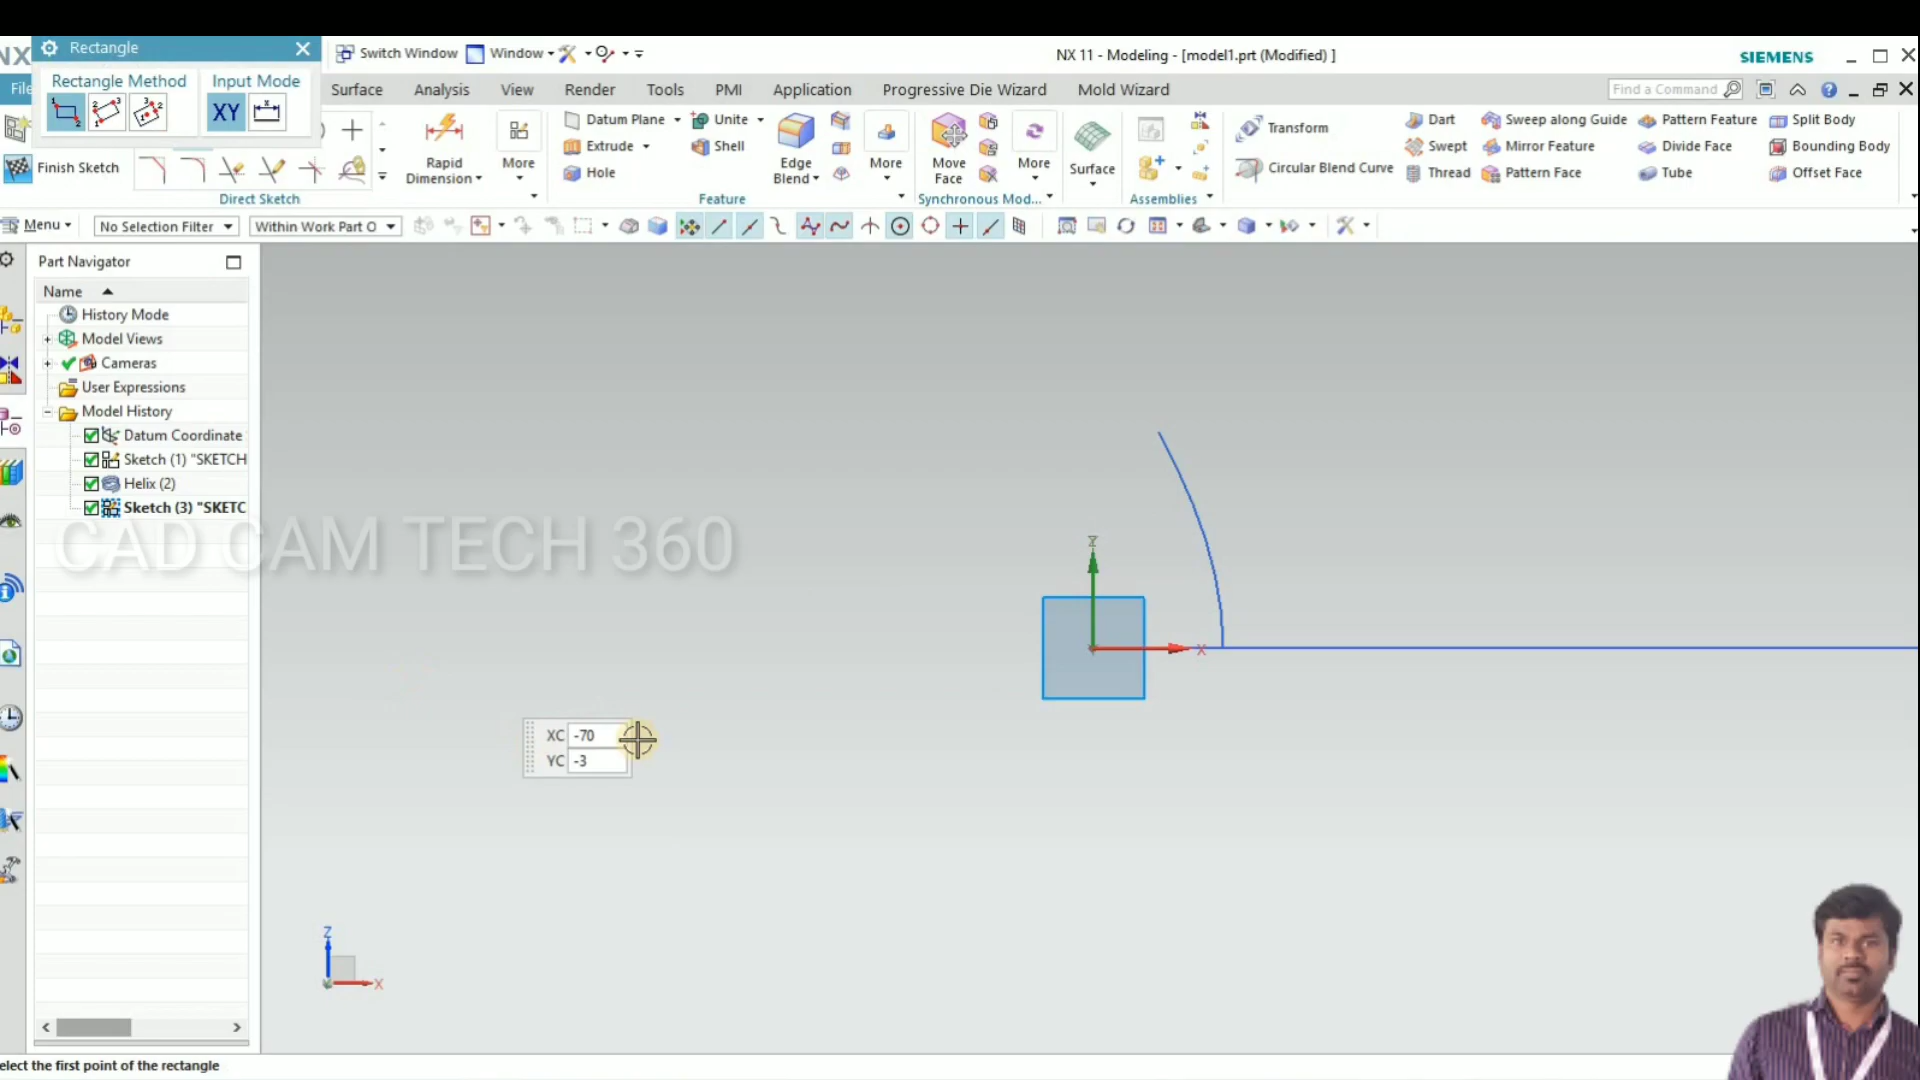 NX
Rectangle
Switch Window
Window
NX 11 - Modeling - [model1.prt (Modified) ]
SIEMENS
Rectangle Method
Input Mode
XY
File
Surface
Analysis
View
Render
Tools
PMI
Application
Progressive Die Wizard
Mold Wizard
Find a Command
Finish Sketch
Direct Sketch
Rapid Dimension
More
Datum Plane
Extrude
Hole
Unite
Shell
Edge Blend
More
Feature
Move Face
More
Synchronous Mod...
Surface
Assemblies
Transform
Circular Blend Curve
Dart
Sweep along Guide
Pattern Feature
Split Body
Swept
Mirror Feature
Divide Face
Bounding Body
Thread
Pattern Face
Tube
Offset Face
Menu
No Selection Filter
Within Work Part O
Part Navigator
Name
History Mode
Model Views
Cameras
User Expressions
Model History
Datum Coordinate
Sketch (1) "SKETCH
Helix (2)
Sketch (3) "SKETC
CAD CAM TECH 360
Z
X
XC -70
YC -3
Z
X
elect the first point of the rectangle